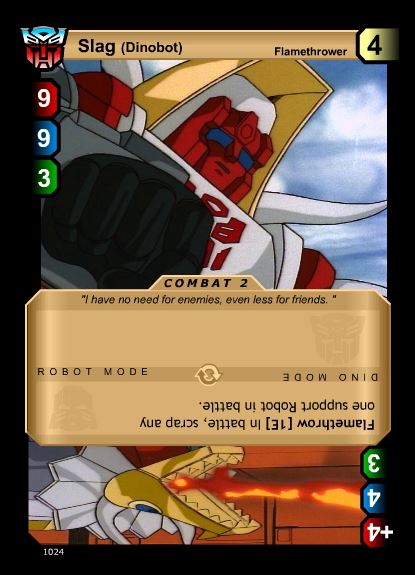 Slag (Dinobot)
Flamethrower
4
9
9
3
COMBAT 2
"I have no need for enemies, even less for friends. "
ROBOT MODE
DINO MODE
Flamethrow [1E] In battle, scrap any
one support Robot in battle.
+4
4
3
1024